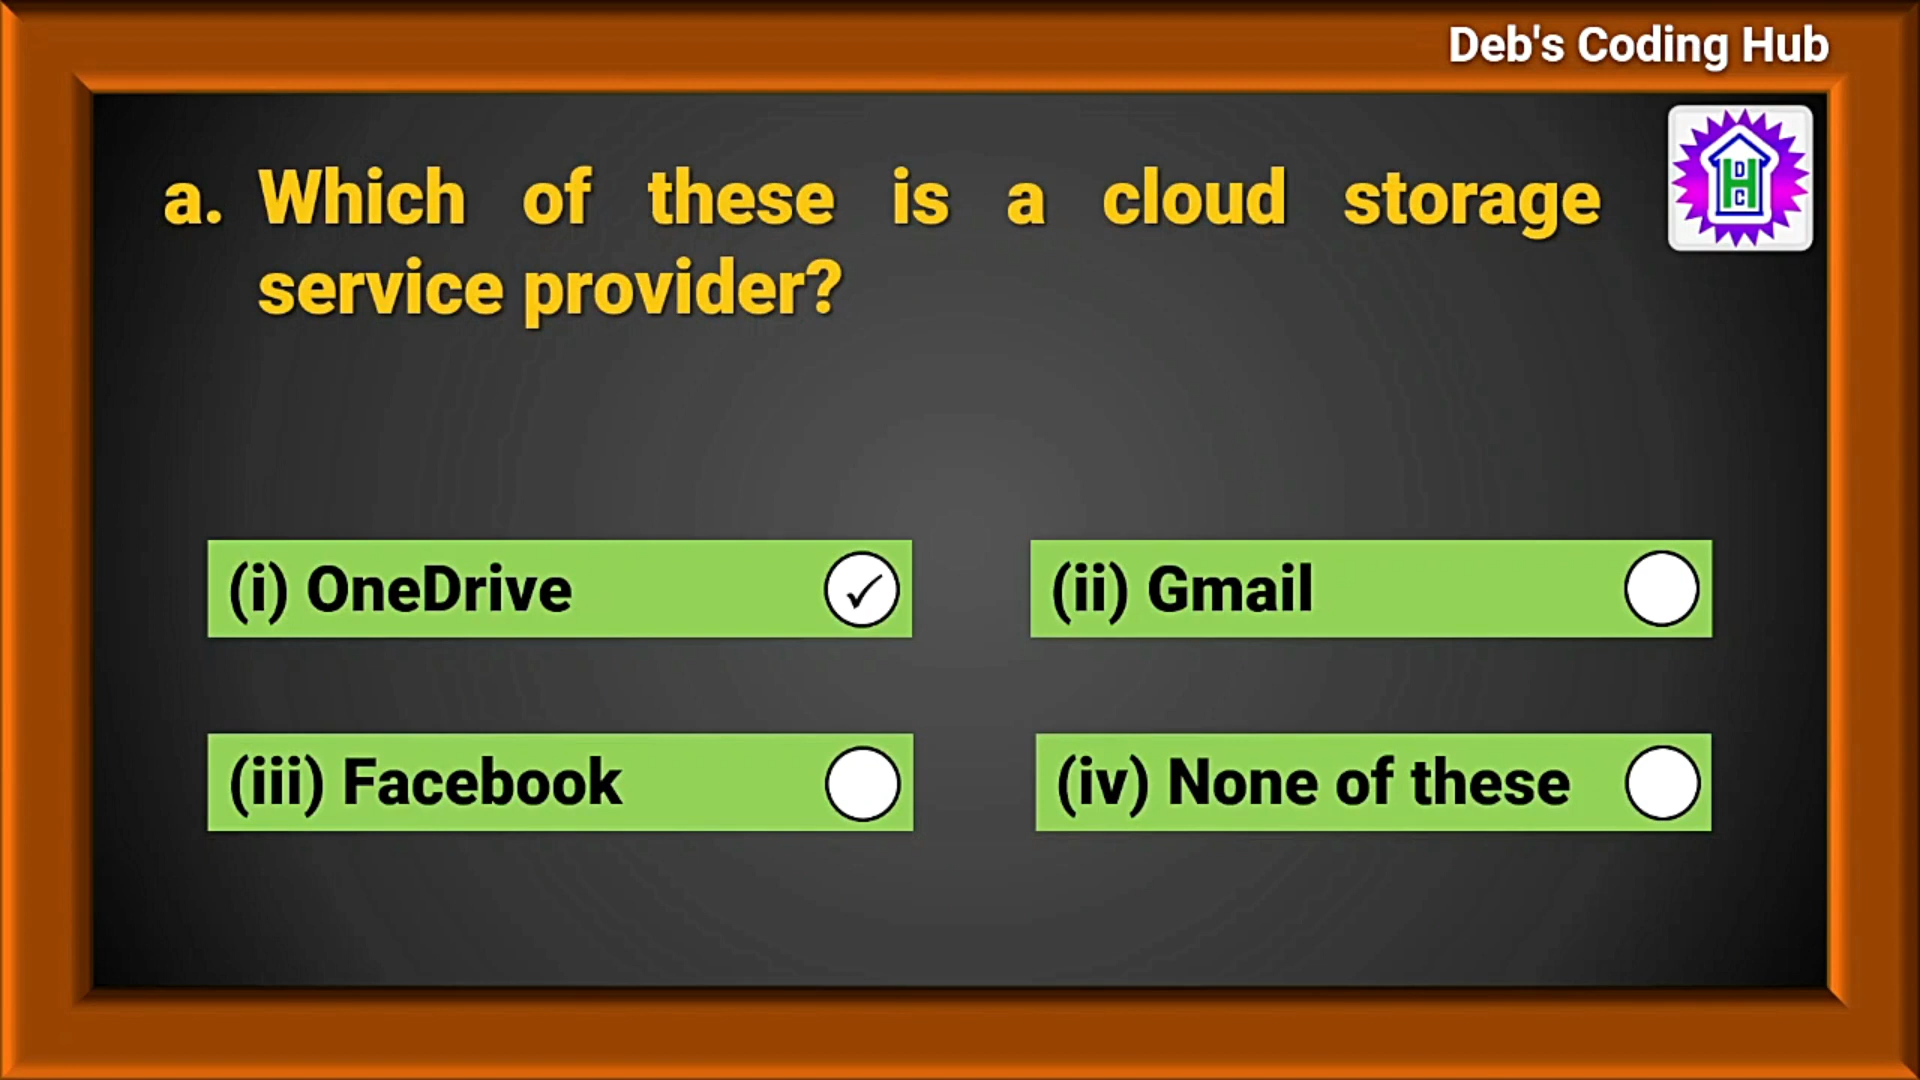 Deb's Coding Hub
D
H
C
a. Which of these is a cloud storage
service provider?
(i) OneDrive ✓
(ii) Gmail
(iii) Facebook
(iv) None of these